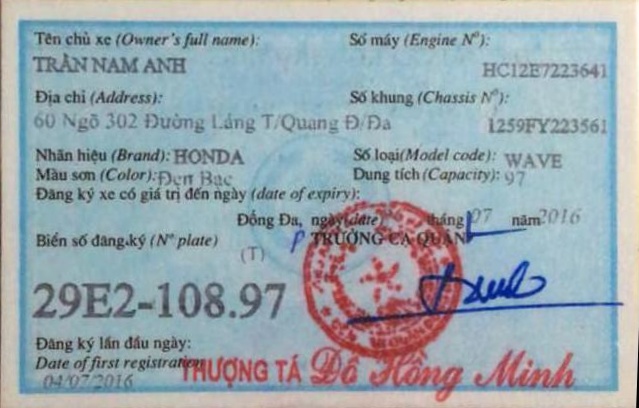 Tên chủ xe (Owner's full name):
Số máy (Engine Nº):
TRẦN NAM ANH
HC12E7223641
Địa chỉ (Address):
Số khung (Chassis Nº):
60 Ngõ 302 Đường Láng T/Quang Đ/Đa
1259FY223561
Nhãn hiệu (Brand): HONDA
Số loại(Model code): WAVE
Màu sơn (Color): Đen Bạc
Dung tích (Capacity): 97
Đăng ký xe có giá trị đến ngày (date of expiry):
Đống Đa, ngày(date) tháng 07 năm 2016
Biển số đăng ký (Nº plate)
P TRƯỞNG CA QUẬN
(T)
29E2-108.97
Đăng ký lần đầu ngày:
Date of first registration
04/07/2016
THƯỢNG TÁ Đỗ Hồng Minh